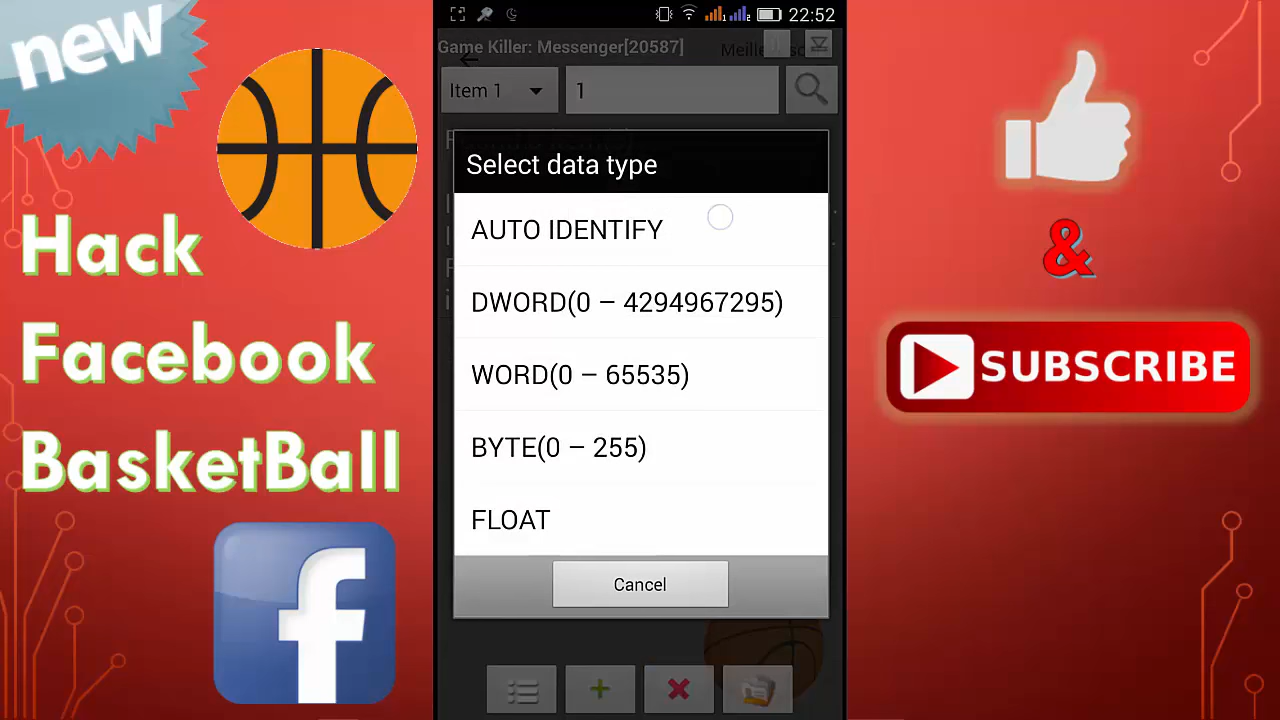 new
Hack
Facebook
BasketBall
f
22:52
Game Killer: Messenger[20587]
Item 1
1
Select data type
AUTO IDENTIFY
DWORD(0 – 4294967295)
WORD(0 – 65535)
BYTE(0 – 255)
FLOAT
Cancel
&
SUBSCRIBE